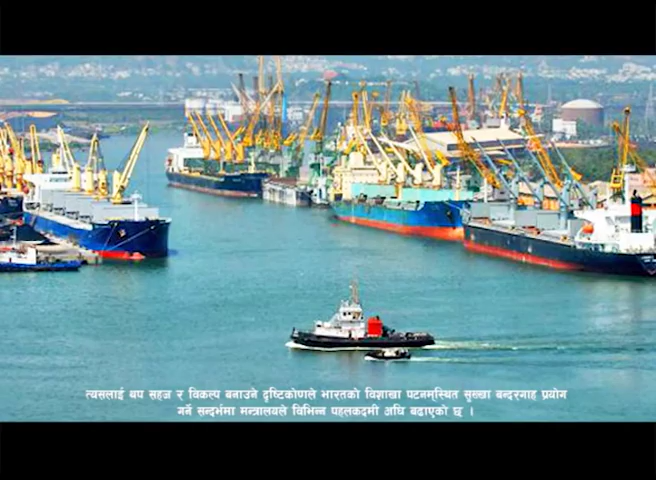 त्यसलाई थप सहज र विकल्प बनाउने दृष्टिकोणले भारतको विशाखा पटनम्स्थित सुख्खा बन्दरगाह प्रयोग
गर्ने सन्दर्भमा मन्त्रालयले विभिन्न पहलकदमी अघि बढाएको छ ।